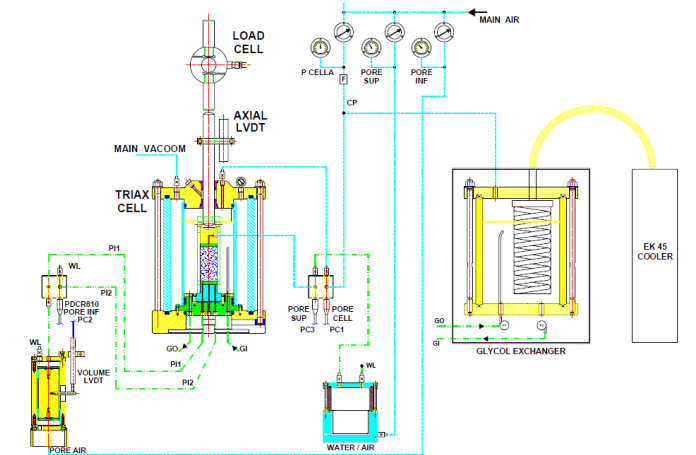 LOAD
CELL
MAIN AIR
P CELLA
PORE
SUP
PORE
INF
F
CP
AXIAL
LVDT
MAIN VACOOM
TRIAX
CELL
EK 45
COOLER
PI1
WL
PI2
PDCR810
PORE INF
PC2
PORE
SUP
PC3
PORE
CELL
PC1
GO
GI
GLYCOL EXCHANGER
WL
VOLUME
LVDT
GO
GI
PI1
PI2
WL
PORE AIR
WATER / AIR